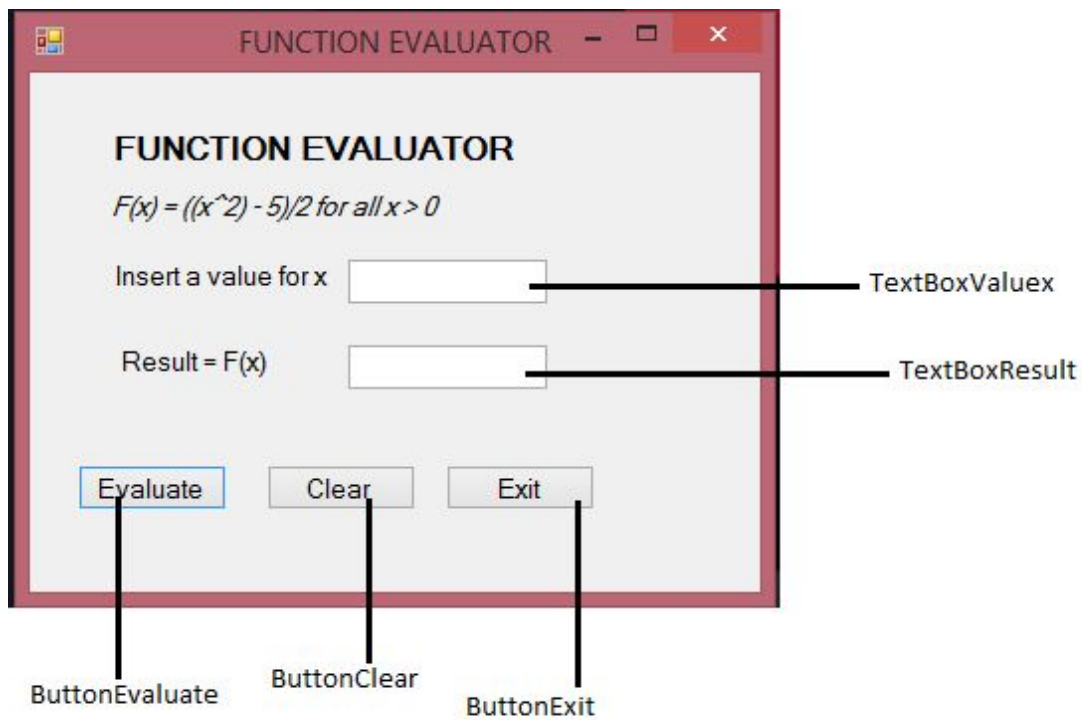 FUNCTION EVALUATOR
FUNCTION EVALUATOR
F(x) = ((x^2) - 5)/2 for all x > 0
Insert a value for x
TextBoxValuex
Result = F(x)
TextBoxResult
Evaluate Clear Exit
ButtonEvaluate
ButtonClear
ButtonExit